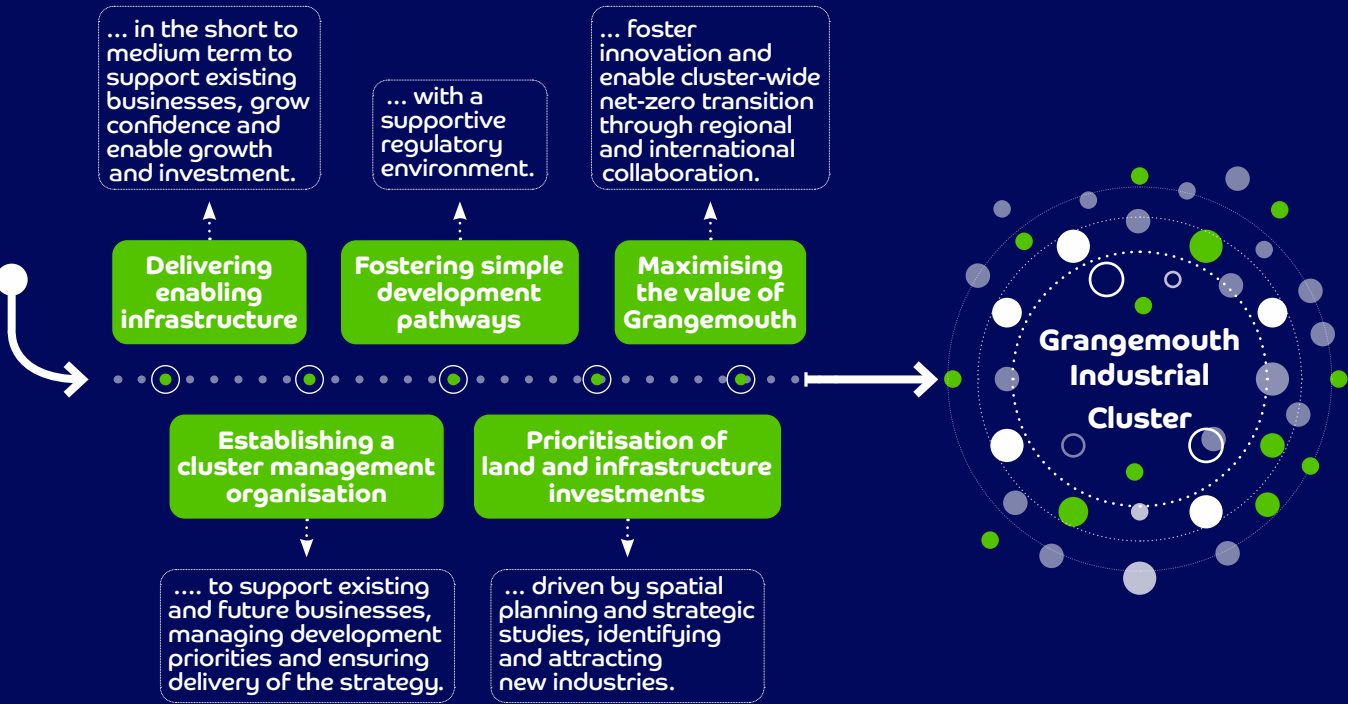 ... in the short to
medium term to
support existing
businesses, grow
confidence and
enable growth
and investment.
... with a
supportive
regulatory
environment.
... foster
innovation and
enable cluster-wide
net-zero transition
through regional
and international
collaboration.
Delivering
enabling
infrastructure
Fostering simple
development
pathways
Maximising
the value of
Grangemouth
Establishing a
cluster management
organisation
Prioritisation of
land and infrastructure
investments
.... to support existing
and future businesses,
managing development
priorities and ensuring
delivery of the strategy.
... driven by spatial
planning and strategic
studies, identifying
and attracting
new industries.
Grangemouth
Industrial
Cluster